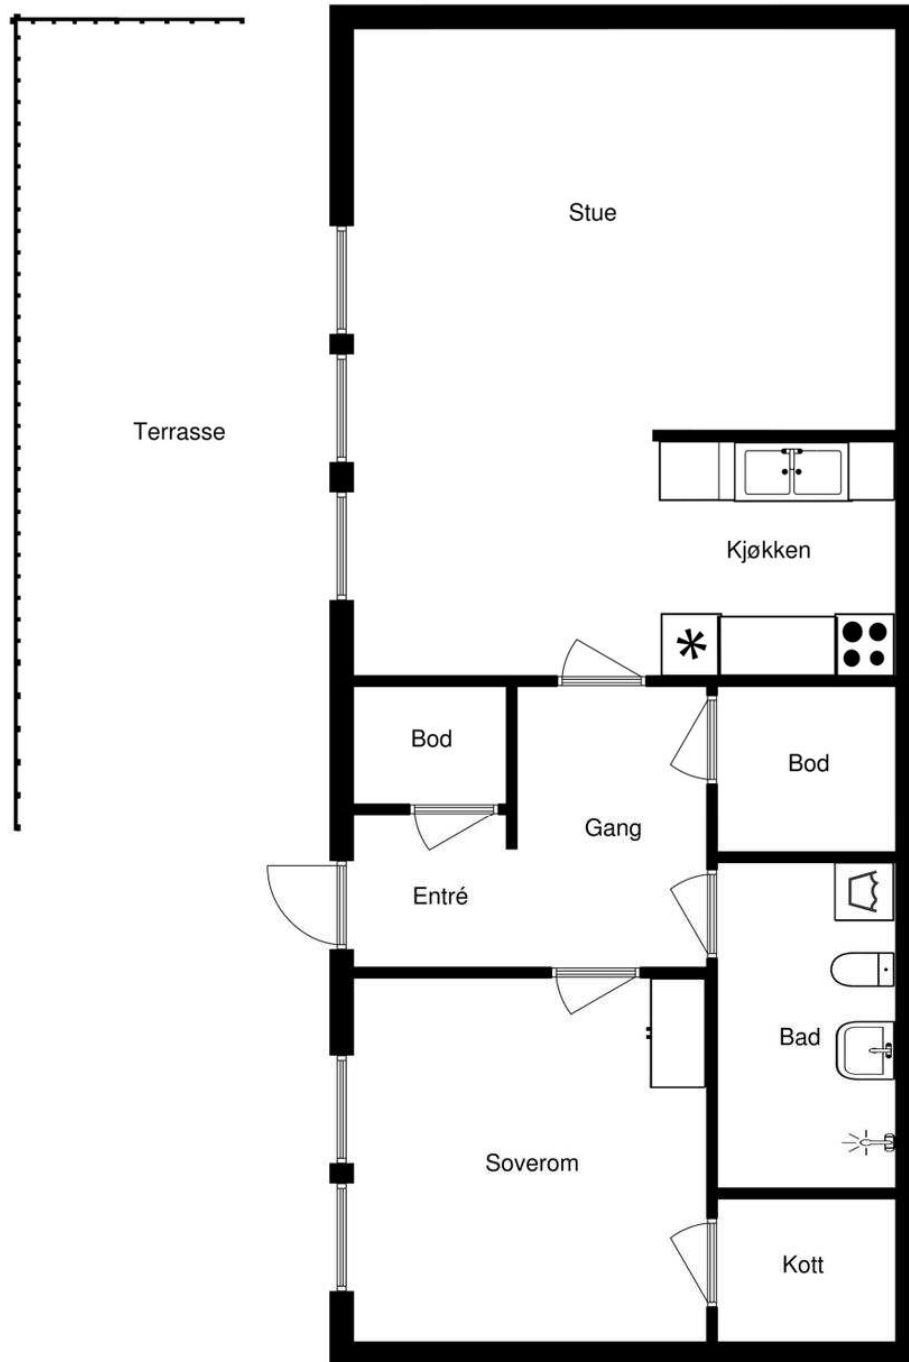 Stue
Terrasse
Kjøkken
Bod
Bod
Gang
Entré
Bad
Soverom
Kott